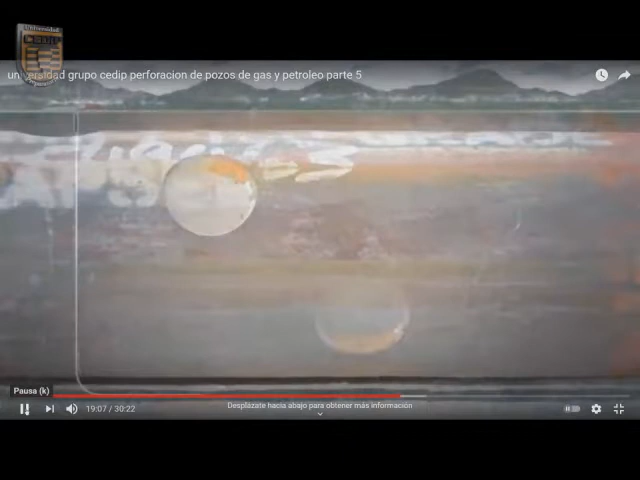 Universidad
universidad grupo cedip perforacion de pozos de gas y petroleo parte 5
Pausa (k)
19:07 / 30:22
Desplázate hacia abajo para obtener más información